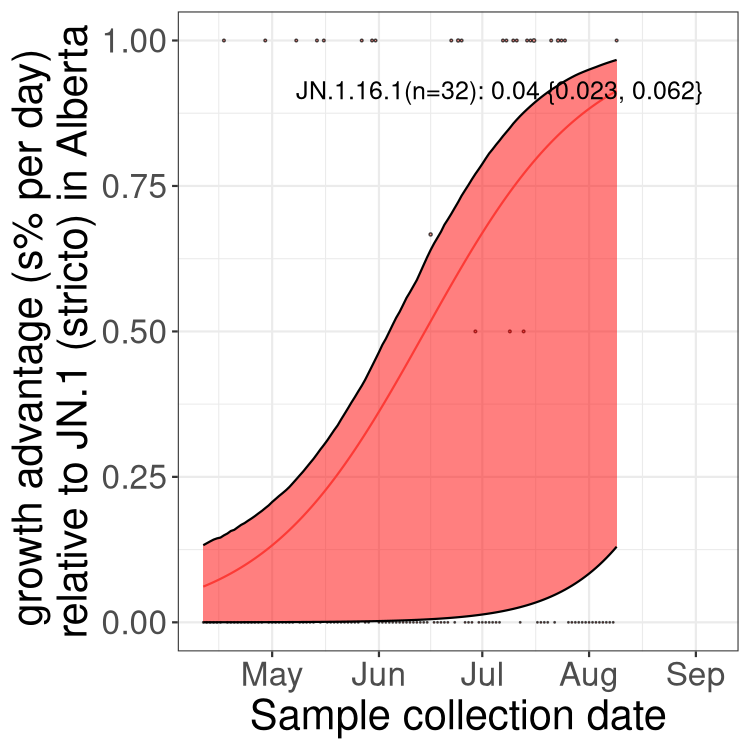 growth advantage (s% per day)
relative to JN.1 (stricto) in Alberta
1.00
0.75
0.50
0.25
0.00
JN.1.16.1(n=32): 0.04 {0.023, 0.062}
May Jun Jul Aug Sep
Sample collection date